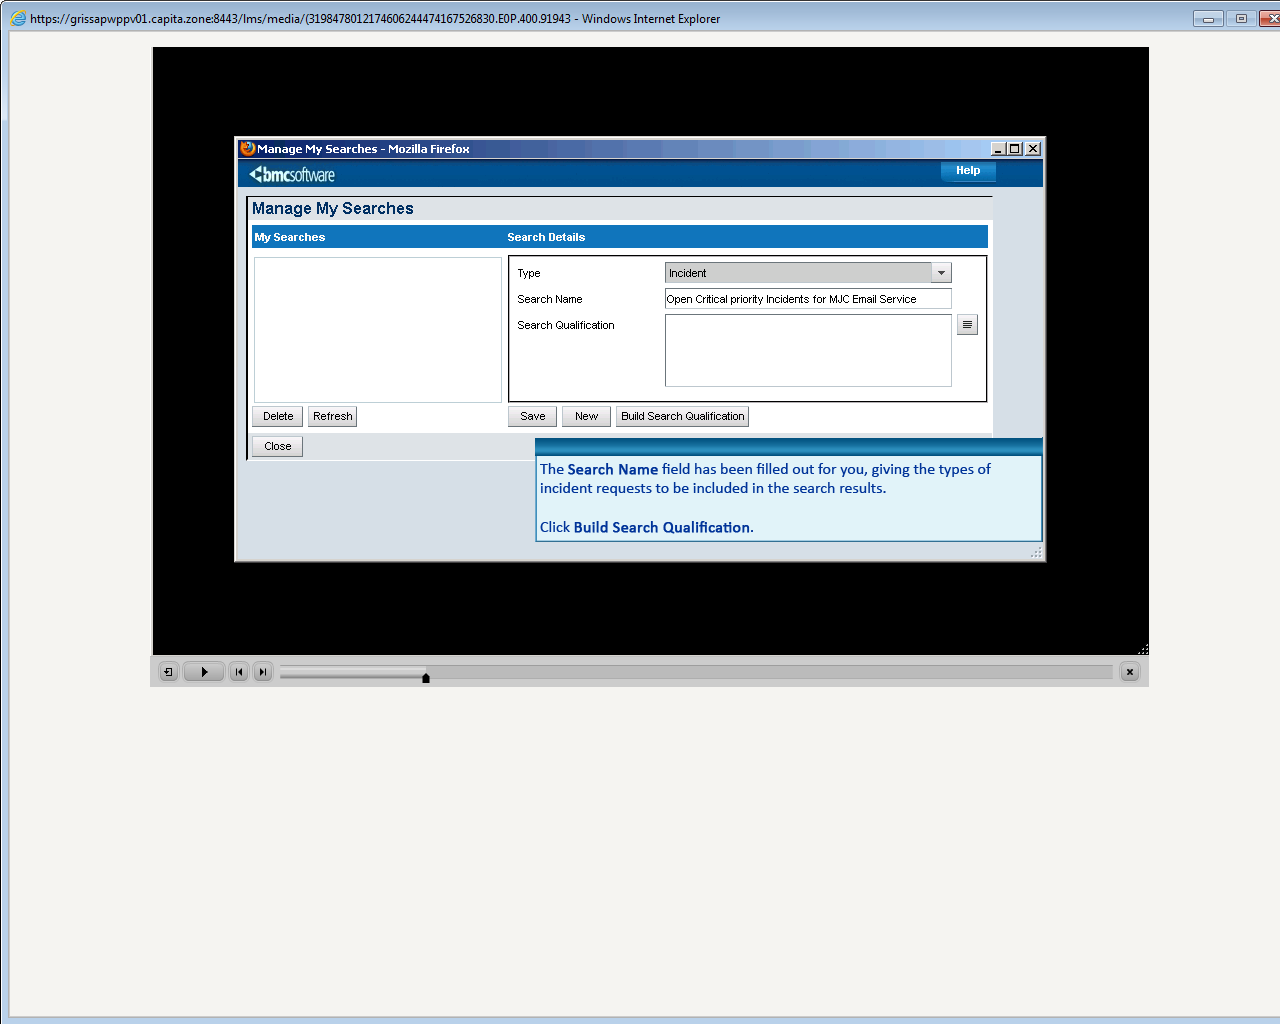 https://grissapwppv01.capita.zone:8443/lms/media/(3198478012174606244474167526830.E0P.400.91943 - Windows Internet Explorer
Manage My Searches - Mozilla Firefox
bmcsoftware
Help
Manage My Searches
My Searches
Search Details
Type
Incident
Search Name
Open Critical priority Incidents for MJC Email Service
Search Qualification
Delete
Refresh
Save
New
Build Search Qualification
Close
The Search Name field has been filled out for you, giving the types of
incident requests to be included in the search results.
Click Build Search Qualification.